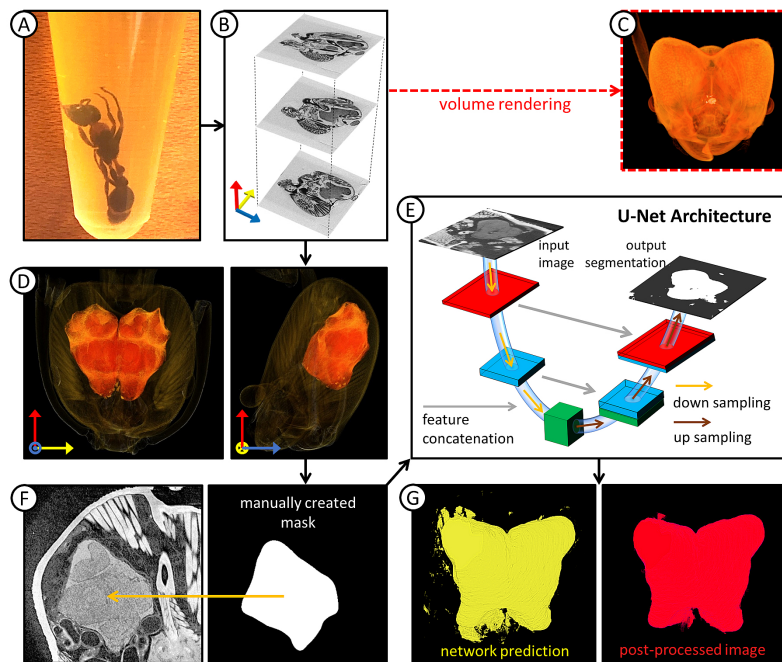 A
B
C
volume rendering
E
U-Net Architecture
input
image
output
segmentation
D
feature
concatenation
down sampling
up sampling
F
manually created
mask
G
network prediction
post-processed image